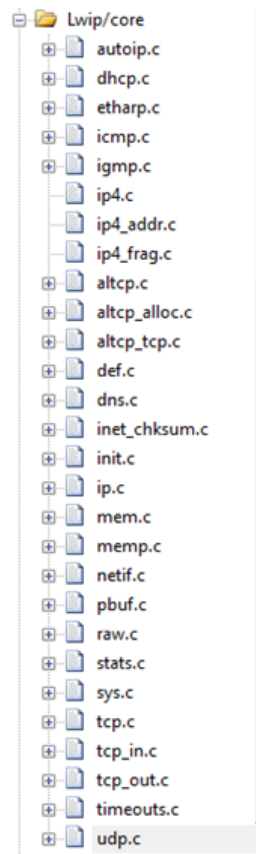 Lwip/core
autoip.c
dhcp.c
etharp.c
icmp.c
igmp.c
ip4.c
ip4_addr.c
ip4_frag.c
altcp.c
altcp_alloc.c
altcp_tcp.c
def.c
dns.c
inet_chksum.c
init.c
ip.c
mem.c
memp.c
netif.c
pbuf.c
raw.c
stats.c
sys.c
tcp.c
tcp_in.c
tcp_out.c
timeouts.c
udp.c